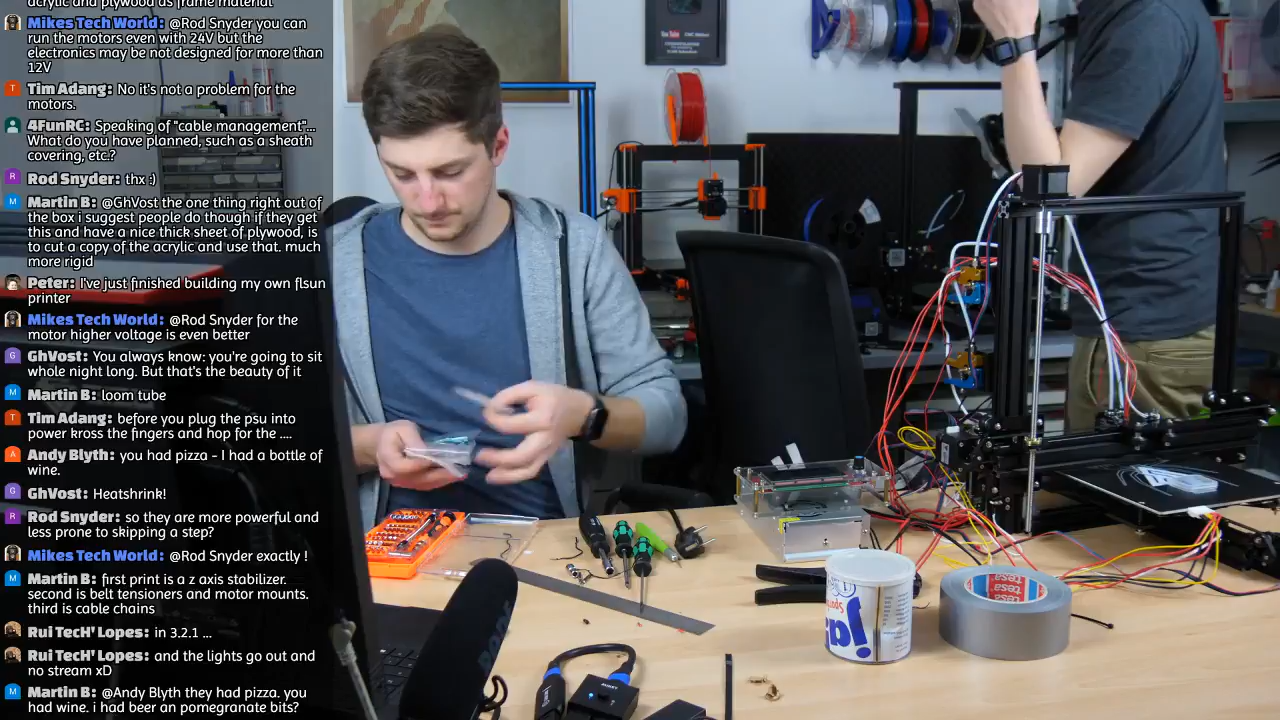 acrylic and plywood as frame material
Mikes Tech World: @Rod Snyder you can
run the motors even with 24V but the
electronics may be not designed for more than
12V
Tim Adang: No it's not a problem for the
motors.
4FunRC: Speaking of "cable management"...
What do you have planned, such as a sheath
covering, etc.?
Rod Snyder: thx :)
Martin B: @GhVost the one thing right out of
the box i suggest people do though if they get
this and have a nice thick sheet of plywood, is
to cut a copy of the acrylic and use that. much
more rigid
Peter: I've just finished building my own flsun
printer
Mikes Tech World: @Rod Snyder for the
motor higher voltage is even better
GhVost: You always know: you're going to sit
whole night long. But that's the beauty of it
Martin B: loom tube
Tim Adang: before you plug the psu into
power kross the fingers and hop for the ....
Andy Blyth: you had pizza - I had a bottle of
wine.
GhVost: Heatshrink!
Rod Snyder: cus they are more powerful and
less prone to skipping a step?
Mikes Tech World: @Rod Snyder exactly !
Martin B: first print is a z axis stabilizer.
second is belt tensioners and motor mounts
third is cable chains
Rui TecH' Lopes: in 3.2.1 ...
Rui TecH' Lopes: and the lights go out and
no stream xD
Martin B: @Andy Blyth they had pizza. you
had wine. i had beer an pomegranate bits?
YouTube
tesa
tesa
RODE